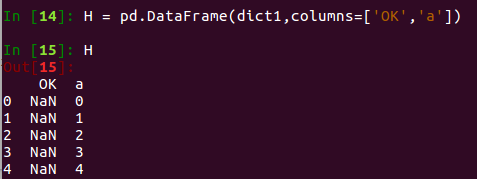 In [14]: H = pd.DataFrame(dict1,columns=['OK','a'])
In [15]: H
Out[15]:
OK a
0 NaN 0
1 NaN 1
2 NaN 2
3 NaN 3
4 NaN 4